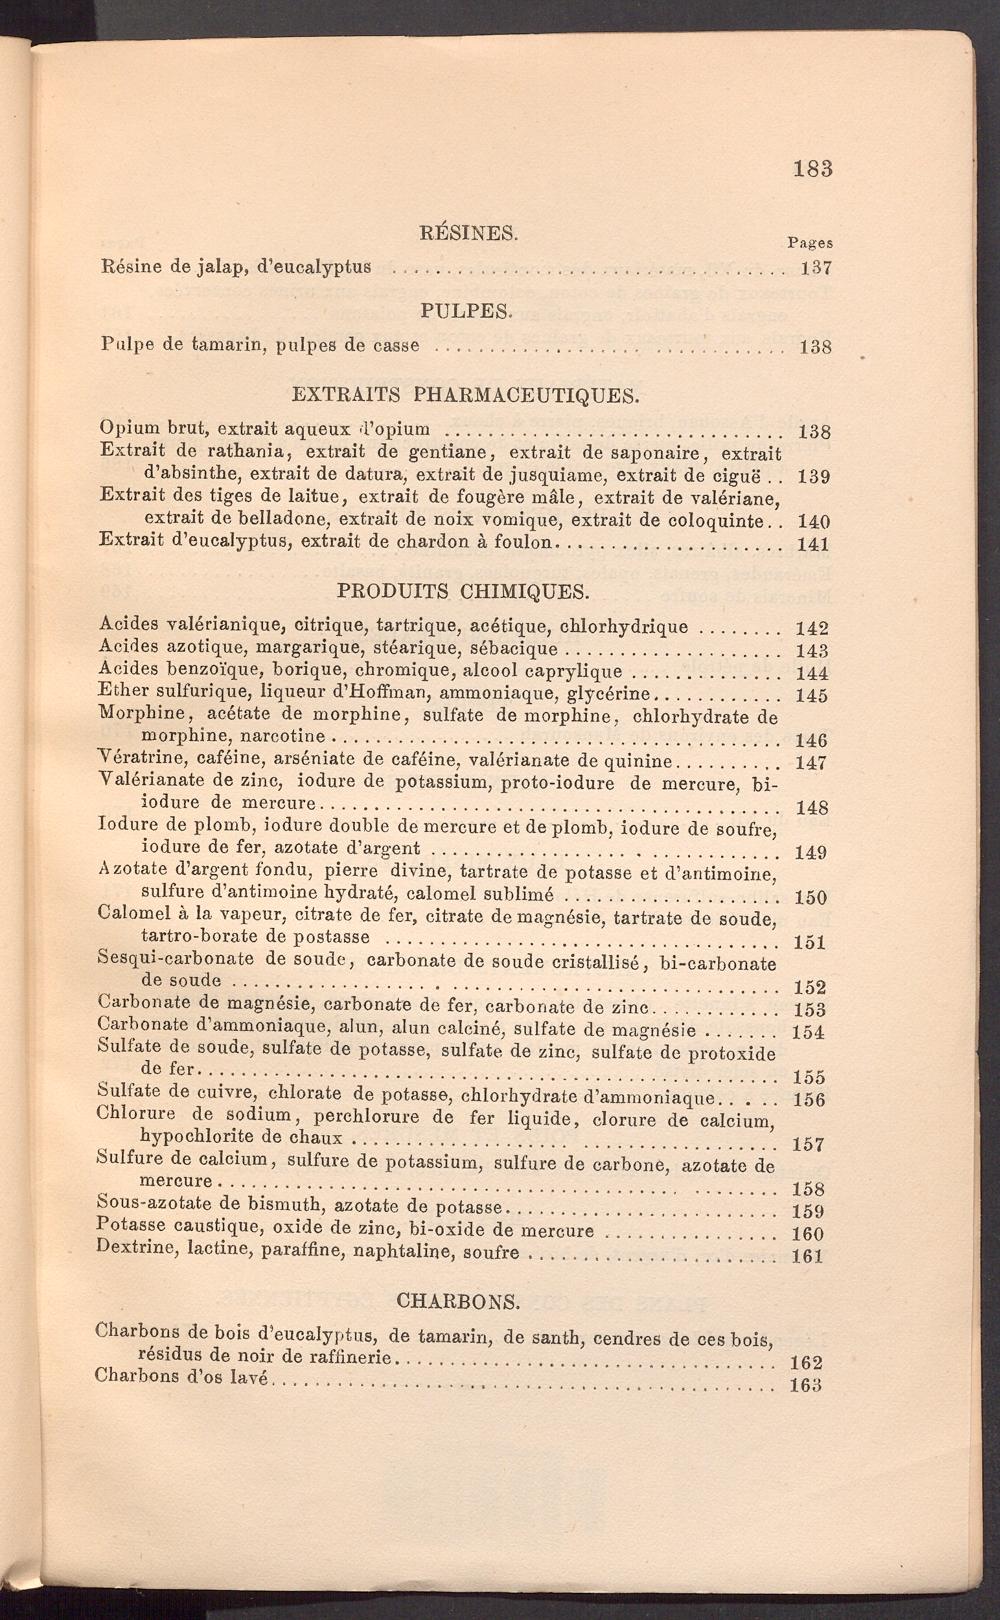 183
RÉSINES.
Pages
Résine de jalap, d'eucalyptus ................................... 137
PULPES.
Pulpe de tamarin, pulpes de casse ............................... 138
EXTRAITS PHARMACEUTIQUES.
Opium brut, extrait aqueux d'opium .............................. 138
Extrait de rathania, extrait de gentiane, extrait de saponaire, extrait
d'absinthe, extrait de datura, extrait de jusquiame, extrait de ciguë .. 139
Extrait des tiges de laitue, extrait de fougère mâle, extrait de valériane,
extrait de belladone, extrait de noix vomique, extrait de coloquinte.. 140
Extrait d'eucalyptus, extrait de chardon à foulon..................... 141
PRODUITS CHIMIQUES.
Acides valérianique, citrique, tartrique, acétique, chlorhydrique ........ 142
Acides azotique, margarique, stéarique, sébacique .................... 143
Acides benzoïque, borique, chromique, alcool caprylique .............. 144
Ether sulfurique, liqueur d'Hoffman, ammoniaque, glycérine............ 145
Morphine, acétate de morphine, sulfate de morphine, chlorhydrate de
morphine, narcotine ......................................... 146
Vératrine, caféine, arséniate de caféine, valérianate de quinine.......... 147
Valérianate de zinc, iodure de potassium, proto-iodure de mercure, bi-
iodure de mercure.......................................... 148
Iodure de plomb, iodure double de mercure et de plomb, iodure de soufre,
iodure de fer, azotate d'argent ................................ 149
Azotate d'argent fondu, pierre divine, tartrate de potasse et d'antimoine,
sulfure d'antimoine hydraté, calomel sublimé .................... 150
Calomel à la vapeur, citrate de fer, citrate de magnésie, tartrate de soude,
tartro-borate de postasse .................................... 151
Sesqui-carbonate de soude, carbonate de soude cristallisé, bi-carbonate
de soude .................................................. 152
Carbonate de magnésie, carbonate de fer, carbonate de zinc............ 153
Carbonate d'ammoniaque, alun, alun calciné, sulfate de magnésie ....... 154
Sulfate de soude, sulfate de potasse, sulfate de zinc, sulfate de protoxide
de fer..................................................... 155
Sulfate de cuivre, chlorate de potasse, chlorhydrate d'ammoniaque..... 156
Chlorure de sodium, perchlorure de fer liquide, clorure de calcium,
hypochlorite de chaux ....................................... 157
Sulfure de calcium, sulfure de potassium, sulfure de carbone, azotate de
mercure ................................................... 158
Sous-azotate de bismuth, azotate de potasse......................... 159
Potasse caustique, oxide de zinc, bi-oxide de mercure ................ 160
Dextrine, lactine, paraffine, naphtaline, soufre ....................... 161
CHARBONS.
Charbons de bois d'eucalyptus, de tamarin, de santh, cendres de ces bois,
résidus de noir de raffinerie................................... 162
Charbons d'os lavé............................................... 163